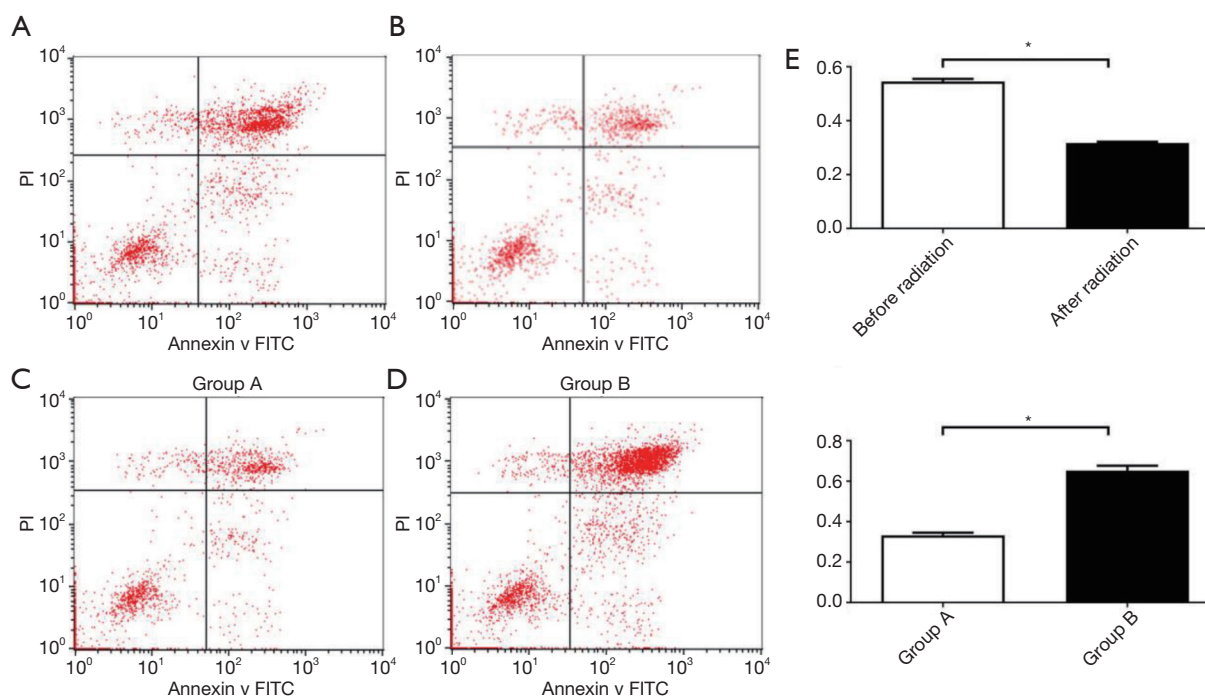 A
10⁴
10³
10²
10¹
10⁰
PI
10⁰ 10¹ 10² 10³ 10⁴
Annexin v FITC
B
10⁴
10³
10²
10¹
10⁰
PI
10⁰ 10¹ 10² 10³ 10⁴
Annexin v FITC
E
*
0.6
0.4
0.2
0.0
Before radiation
After radiation
C
Group A
10⁴
10³
10²
10¹
10⁰
PI
10⁰ 10¹ 10² 10³ 10⁴
Annexin v FITC
D
Group B
10⁴
10³
10²
10¹
10⁰
PI
10⁰ 10¹ 10² 10³ 10⁴
Annexin v FITC
*
0.8
0.6
0.4
0.2
0.0
Group A
Group B